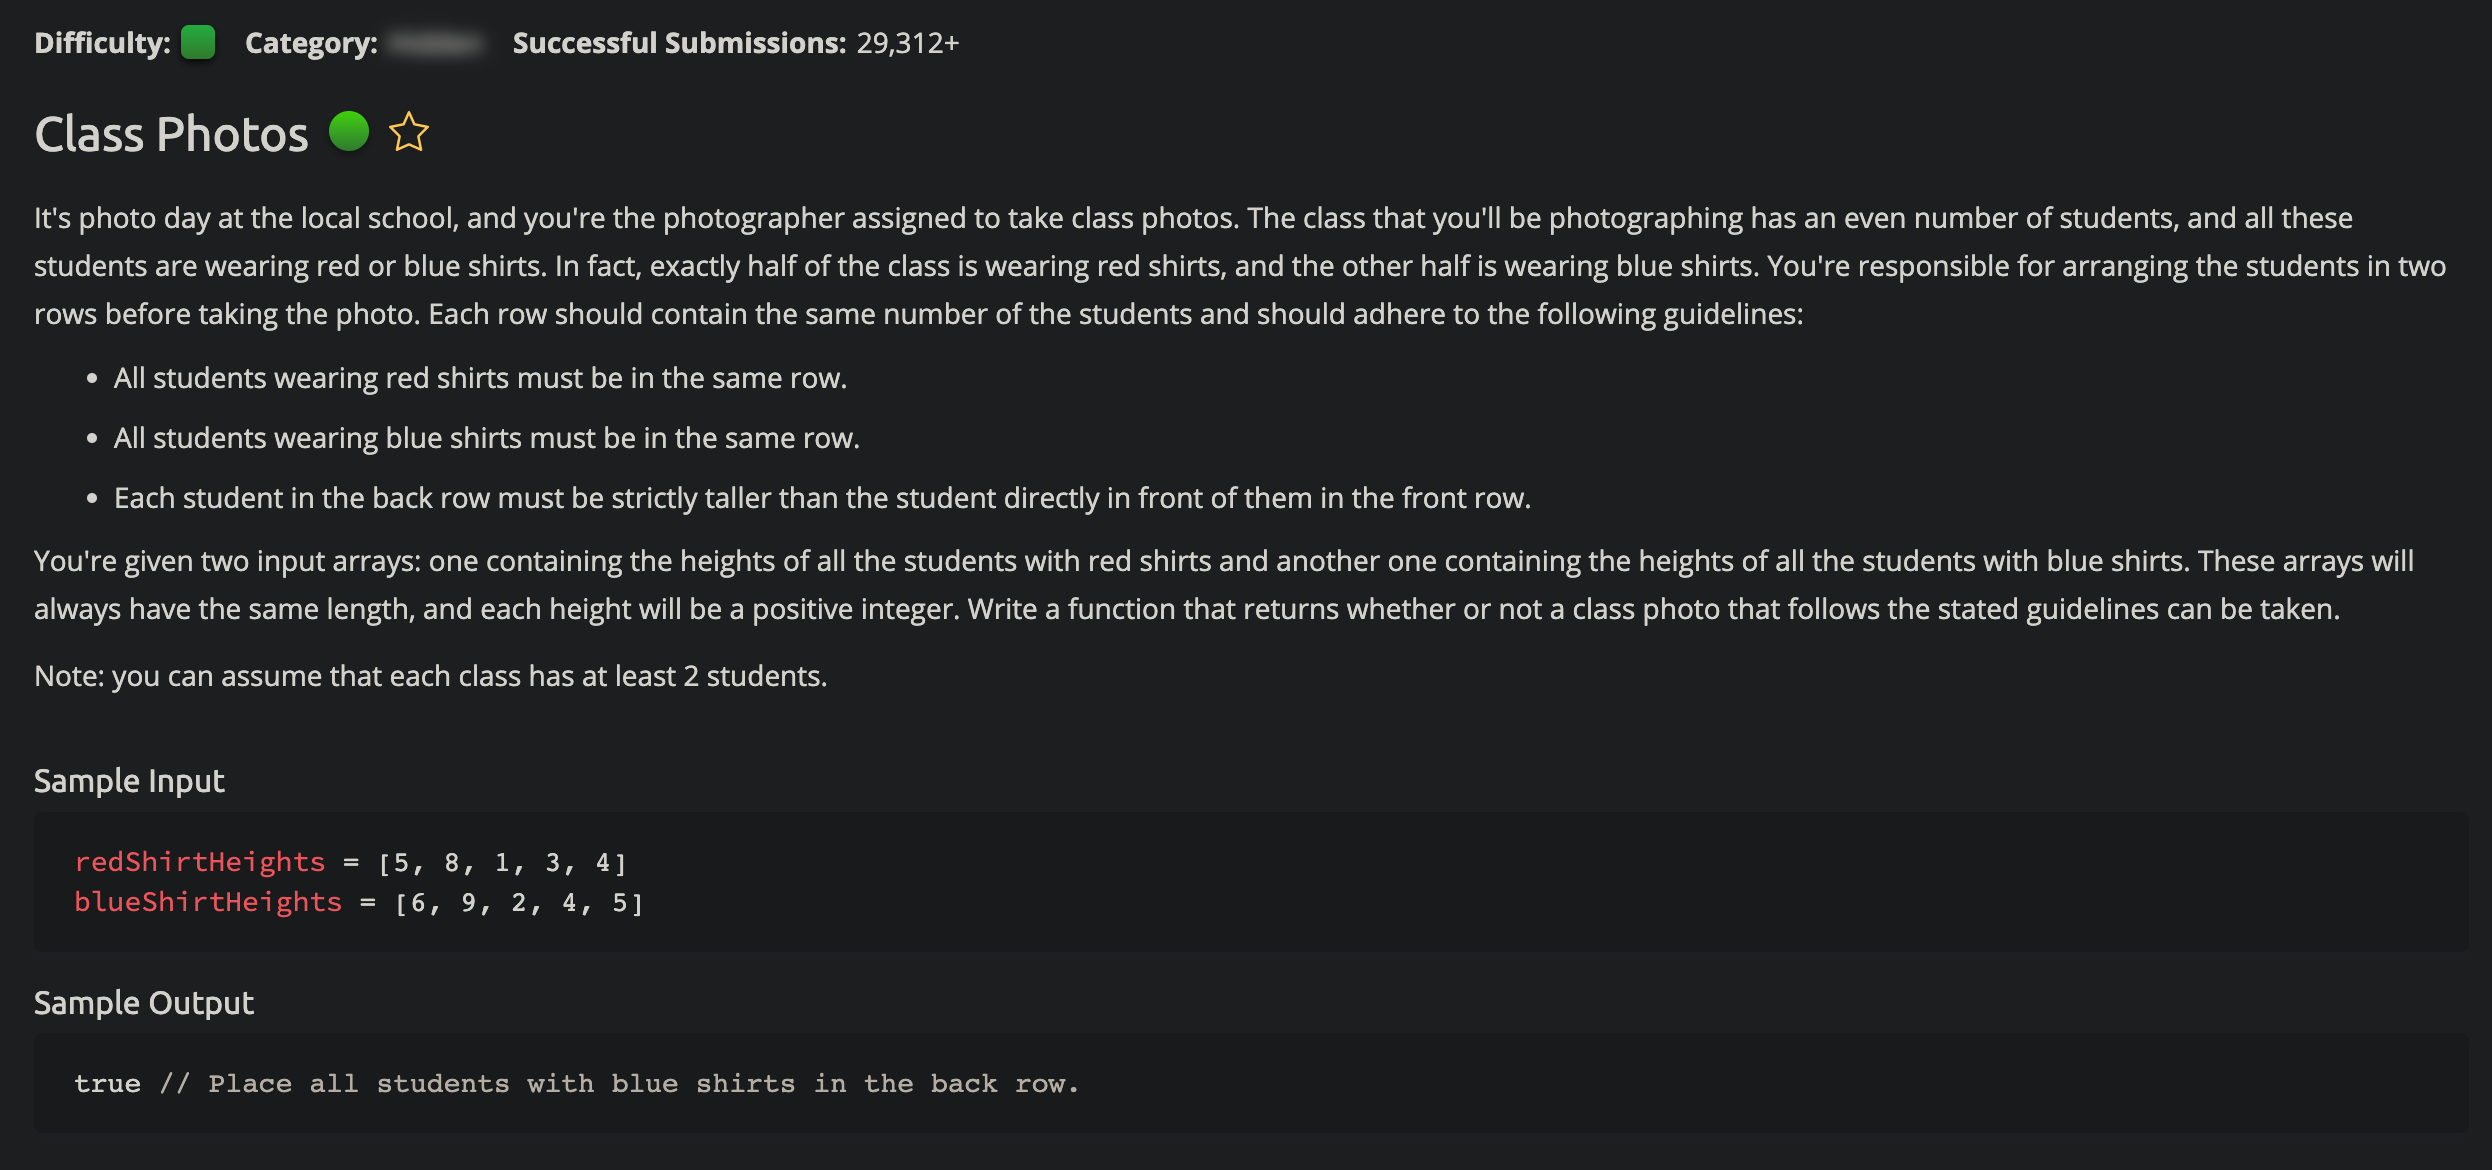 Difficulty: Category: Successful Submissions: 29,312+
Class Photos
It's photo day at the local school, and you're the photographer assigned to take class photos. The class that you'll be photographing has an even number of students, and all these
students are wearing red or blue shirts. In fact, exactly half of the class is wearing red shirts, and the other half is wearing blue shirts. You're responsible for arranging the students in two
rows before taking the photo. Each row should contain the same number of the students and should adhere to the following guidelines:
• All students wearing red shirts must be in the same row.
• All students wearing blue shirts must be in the same row.
• Each student in the back row must be strictly taller than the student directly in front of them in the front row.
You're given two input arrays: one containing the heights of all the students with red shirts and another one containing the heights of all the students with blue shirts. These arrays will
always have the same length, and each height will be a positive integer. Write a function that returns whether or not a class photo that follows the stated guidelines can be taken.
Note: you can assume that each class has at least 2 students.
Sample Input
redShirtHeights = [5, 8, 1, 3, 4]
blueShirtHeights = [6, 9, 2, 4, 5]
Sample Output
true // Place all students with blue shirts in the back row.